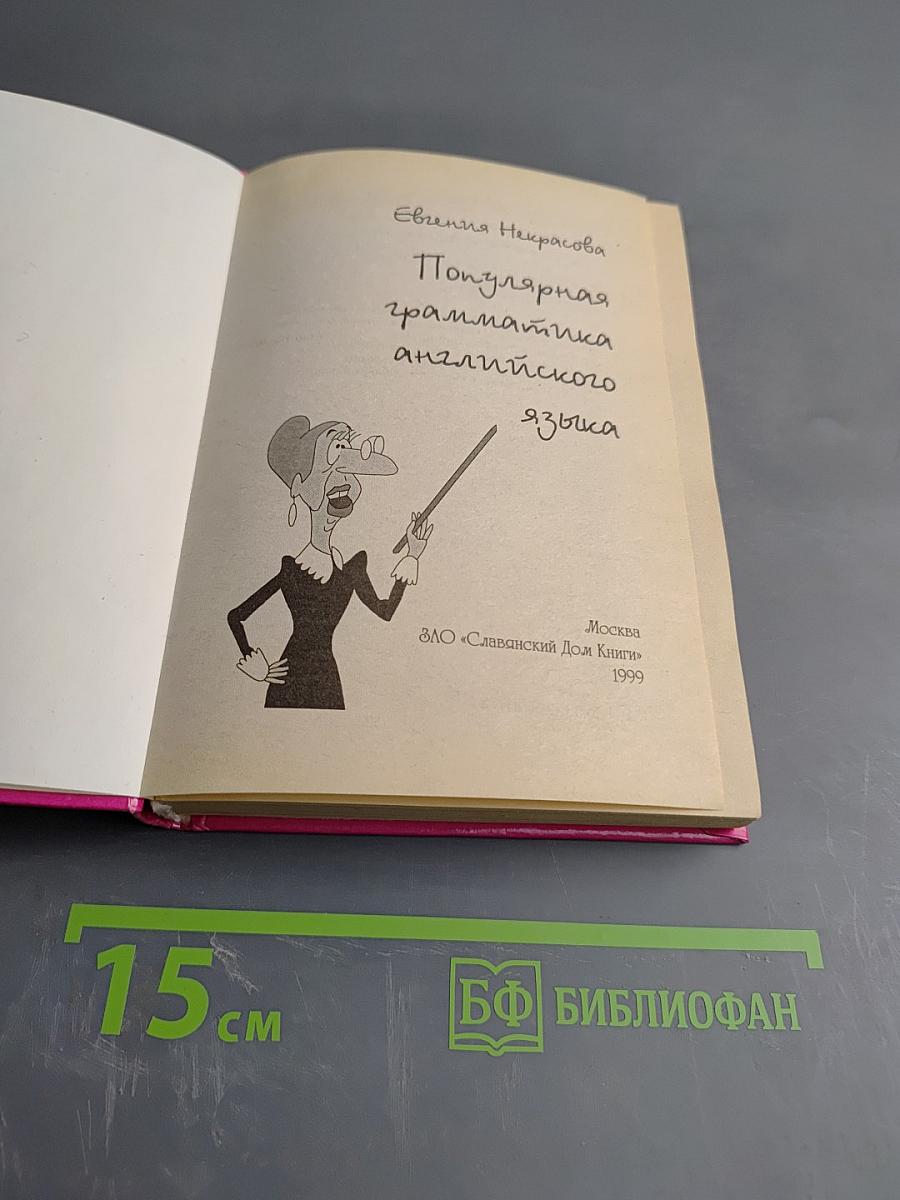 Евгения Некрасова
Популярная
грамматика
английского
языка
Москва
ЗАО «Славянский Дом Книги»
1999
15 см
БФ БИБЛИОФАН